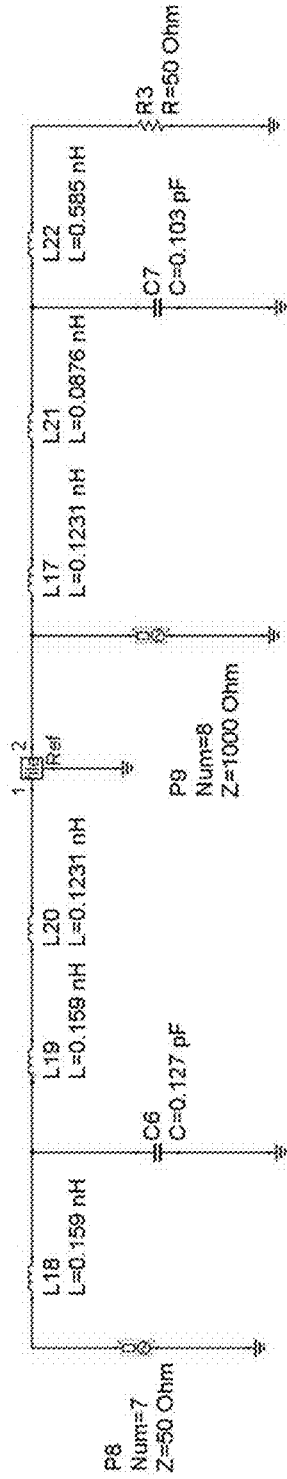 P8
Num=7
Z=50 Ohm
L18
L=0.159 nH
C6
C=0.127 pF
L19
L=0.159 nH
L20
L=0.1231 nH
1
2
Ref
P9
Num=8
Z=1000 Ohm
L17
L=0.1231 nH
L21
L=0.0876 nH
C7
C=0.103 pF
L22
L=0.585 nH
R3
R=50 Ohm